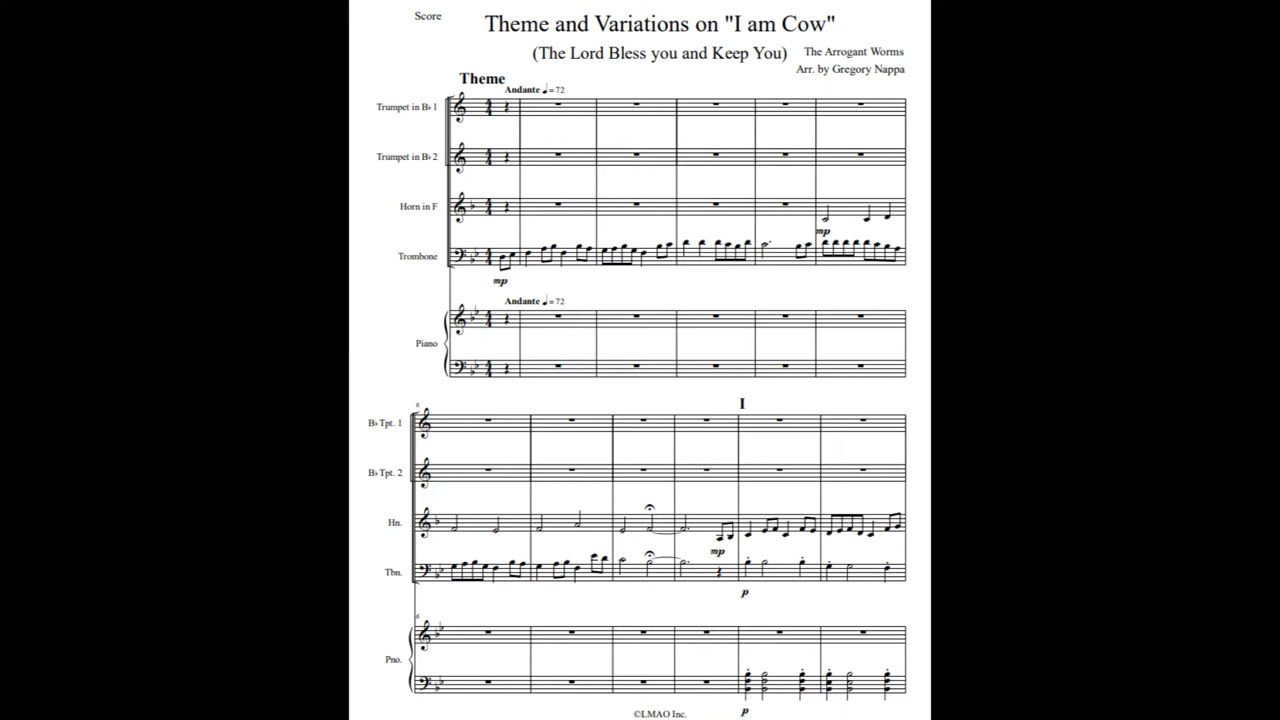 Score
Theme and Variations on "I am Cow"
(The Lord Bless you and Keep You)
The Arrogant Worms
Arr. by Gregory Nappa
Theme
Andante ♩=72
Trumpet in B♭ 1
Trumpet in B♭ 2
Horn in F
mp
Trombone
mp
Andante ♩=72
Piano
6
I
B♭ Tpt. 1
B♭ Tpt. 2
Hn.
mp
Tbn.
p
6
Pno.
p
©LMAO Inc.